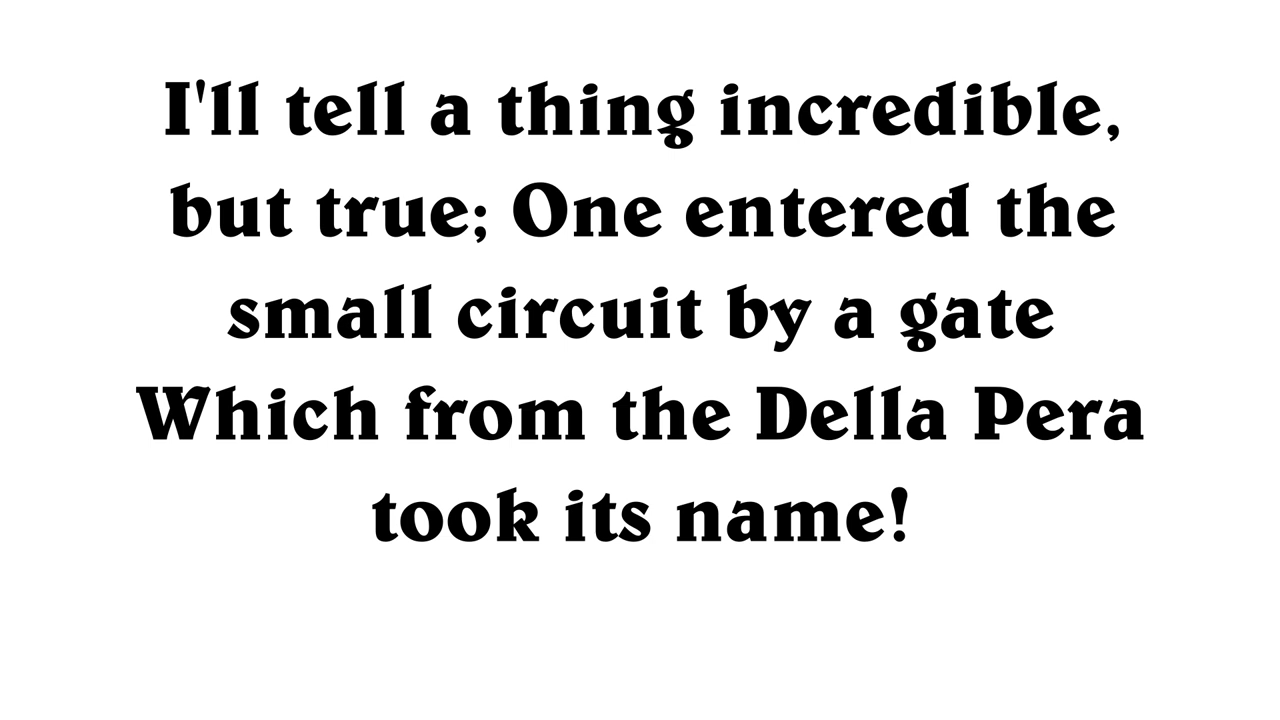 I'll tell a thing incredible,
but true; One entered the
small circuit by a gate
Which from the Della Pera
took its name!